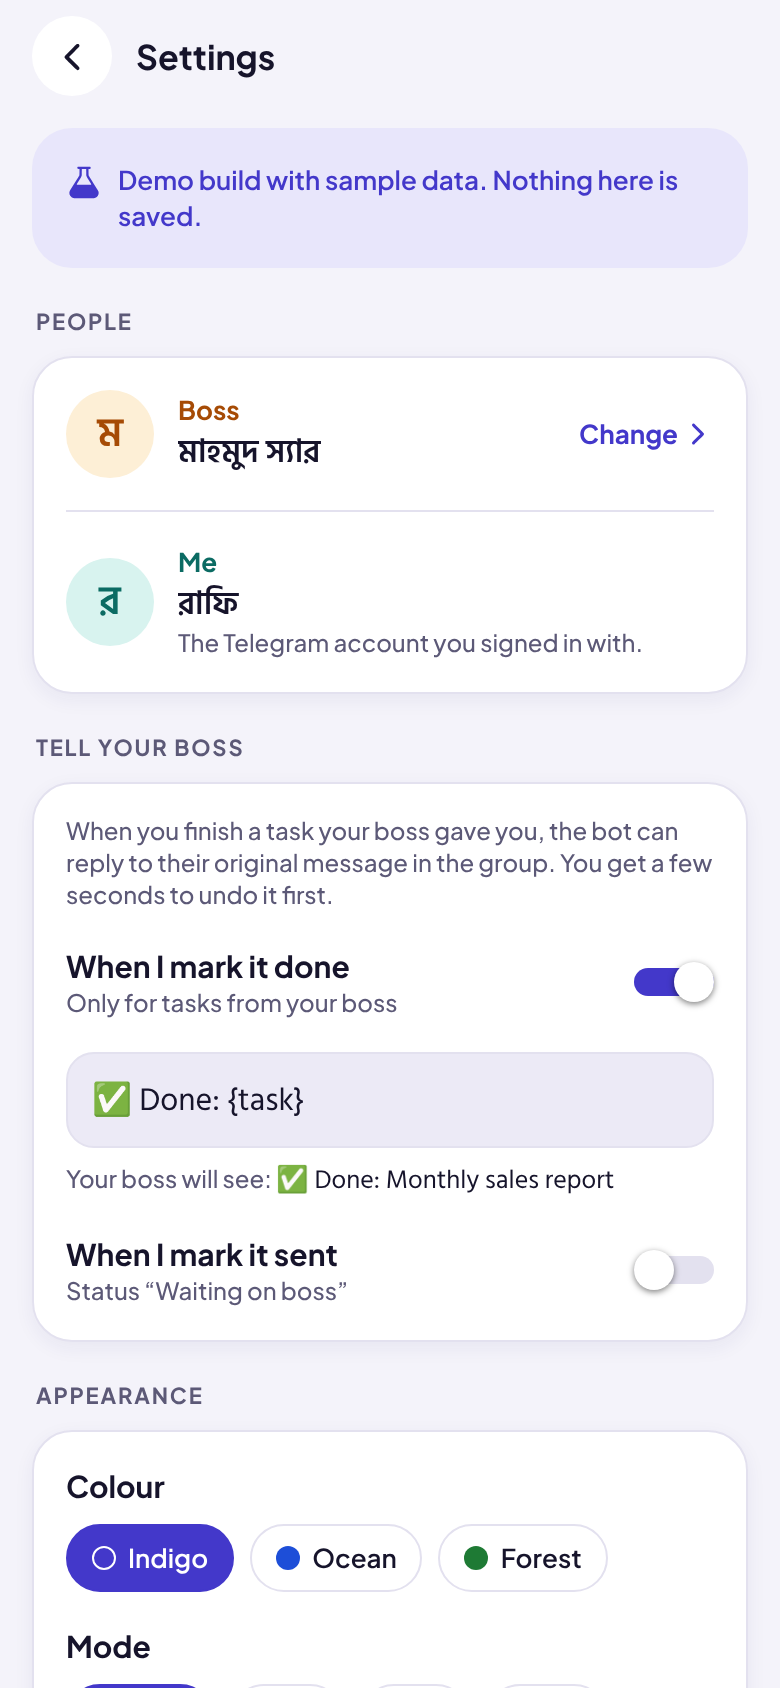 Settings
Demo build with sample data. Nothing here is
saved.
PEOPLE
ম
Boss
মাহমুদ স্যার
Change
র
Me
রাফি
The Telegram account you signed in with.
TELL YOUR BOSS
When you finish a task your boss gave you, the bot can
reply to their original message in the group. You get a few
seconds to undo it first.
When I mark it done
Only for tasks from your boss
✅ Done: {task}
Your boss will see: ✅ Done: Monthly sales report
When I mark it sent
Status “Waiting on boss”
APPEARANCE
Colour
Indigo
Ocean
Forest
Mode